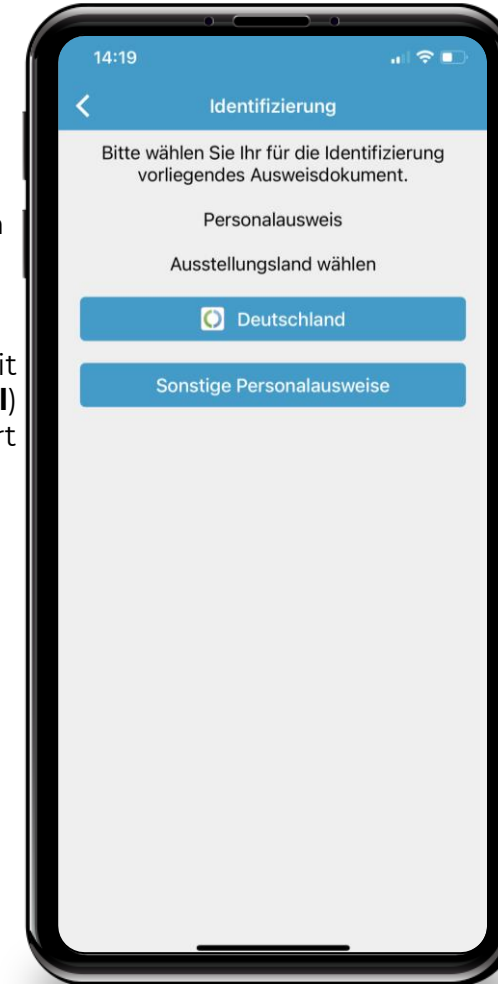 14:19
Identifizierung
Bitte wählen Sie Ihr für die Identifizierung
vorliegendes Ausweisdokument.
Personalausweis
Ausstellungsland wählen
Deutschland
Sonstige Personalausweise